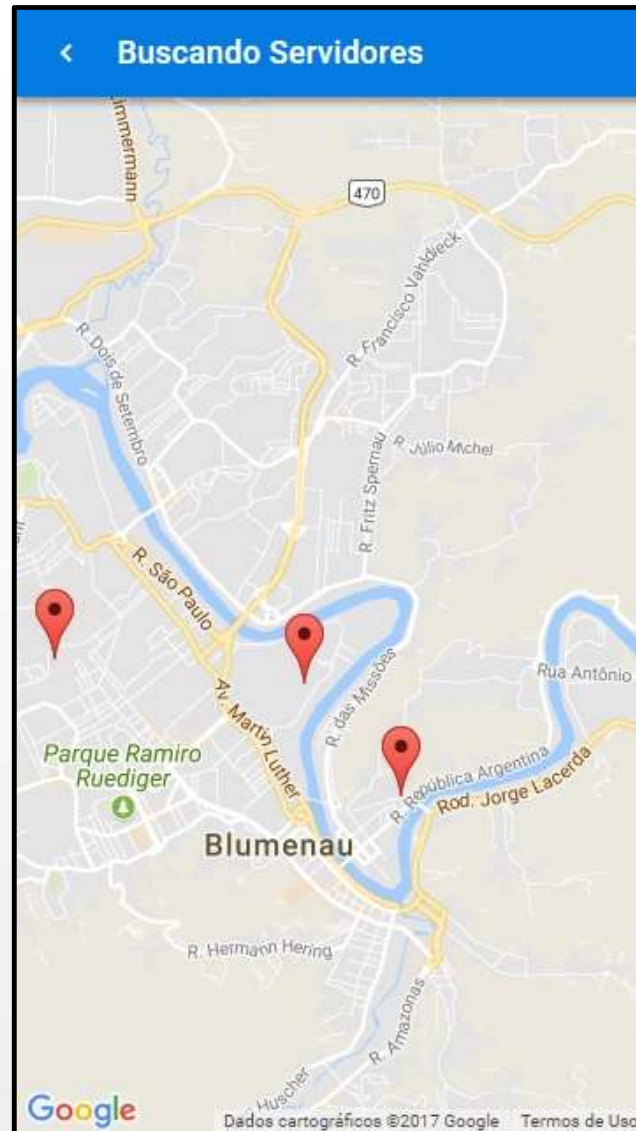 Buscando Servidores
immermann
470
R. Francisco Vahldieck
R. Dois de Setembro
R. Júlio Michel
R. Fritz Spernau
R. São Paulo
R. das Missões
Rua Antônio
Av. Martin Luther
Parque Ramiro
Ruediger
R. República Argentina
Rod. Jorge Lacerda
Blumenau
R. Hermann Hering
R. Amazonas
Huscher
Google
Dados cartográficos ©2017 Google Termos de Uso